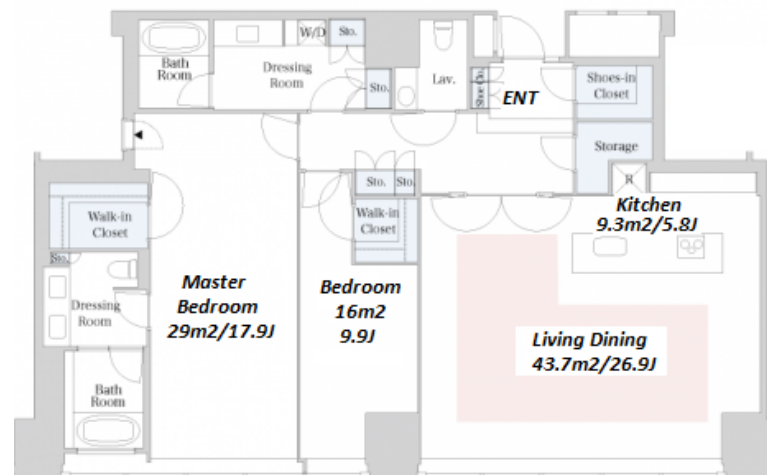 Bath
Room
W/D
Sto.
Dressing
Room
Sto.
Lav.
Shoe Clo.
ENT
Shoes-in
Closet
Storage
Sto.
Sto.
R
Kitchen
9.3m2/5.8J
Walk-in
Closet
Walk-in
Closet
Sto.
Dressing
Room
Master
Bedroom
29m2/17.9J
Bedroom
16m2
9.9J
Living Dining
43.7m2/26.9J
Bath
Room